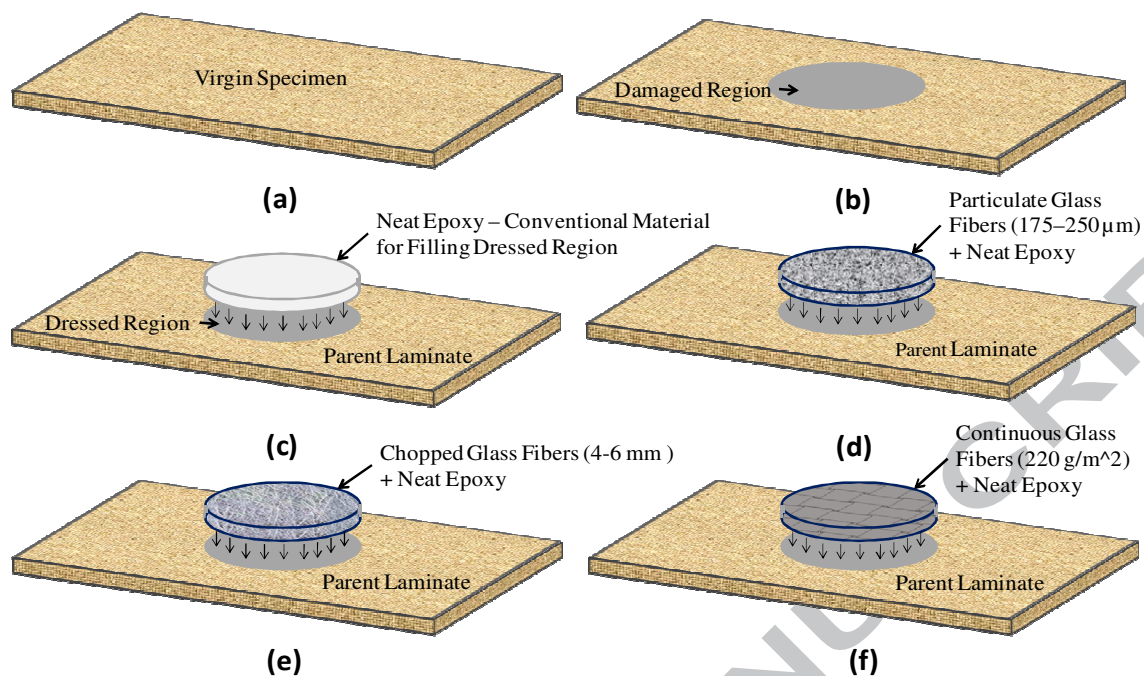 Virgin Specimen
(a)
Damaged Region
(b)
Neat Epoxy – Conventional Material
for Filling Dressed Region
Dressed Region
Parent Laminate
(c)
Particulate Glass
Fibers (175–250µm)
+ Neat Epoxy
Parent Laminate
(d)
Chopped Glass Fibers (4-6 mm )
+ Neat Epoxy
Parent Laminate
(e)
Continuous Glass
Fibers (220 g/m^2)
+ Neat Epoxy
Parent Laminate
(f)